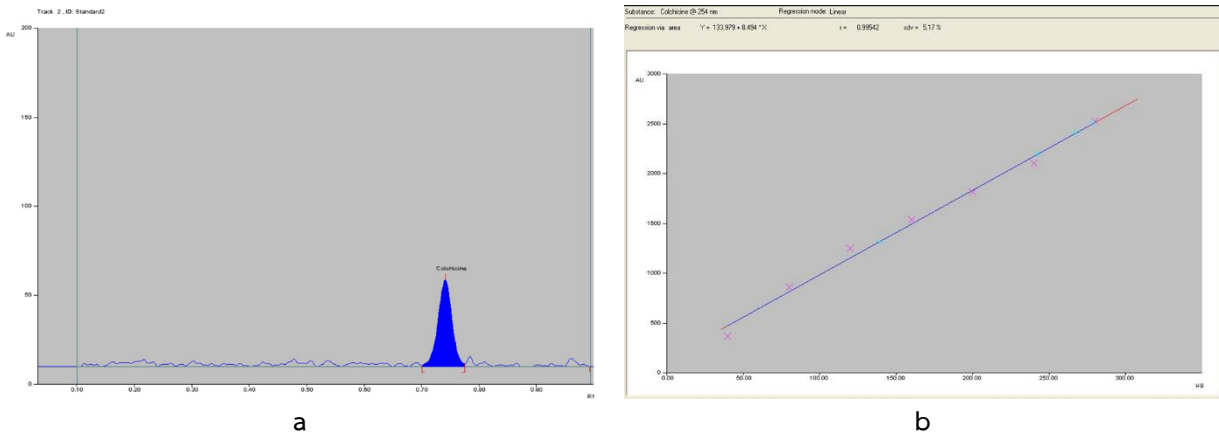 Track 2 , ID: Standard2
AU
200
150
100
50
0
Colchicine
0.10 0.20 0.30 0.40 0.50 0.60 0.70 0.80 0.90
Rf
a
Substance: Colchicine @ 254 nm Regression mode: Linear
Regression via area Y = 133.979 + 8.494 * X r = 0.99542 sdv = 5.17 %
AU
3000
2500
2000
1500
1000
500
0
0.00 50.00 100.00 150.00 200.00 250.00 300.00
b